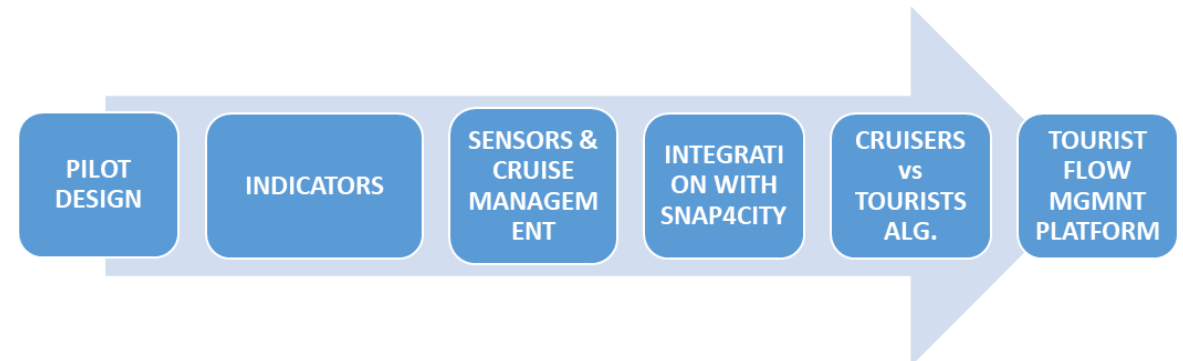 PILOT
DESIGN
INDICATORS
SENSORS &
CRUISE
MANAGEM
ENT
INTEGRATI
ON WITH
SNAP4CITY
CRUISERS
vs
TOURISTS
ALG.
TOURIST
FLOW
MGMNT
PLATFORM